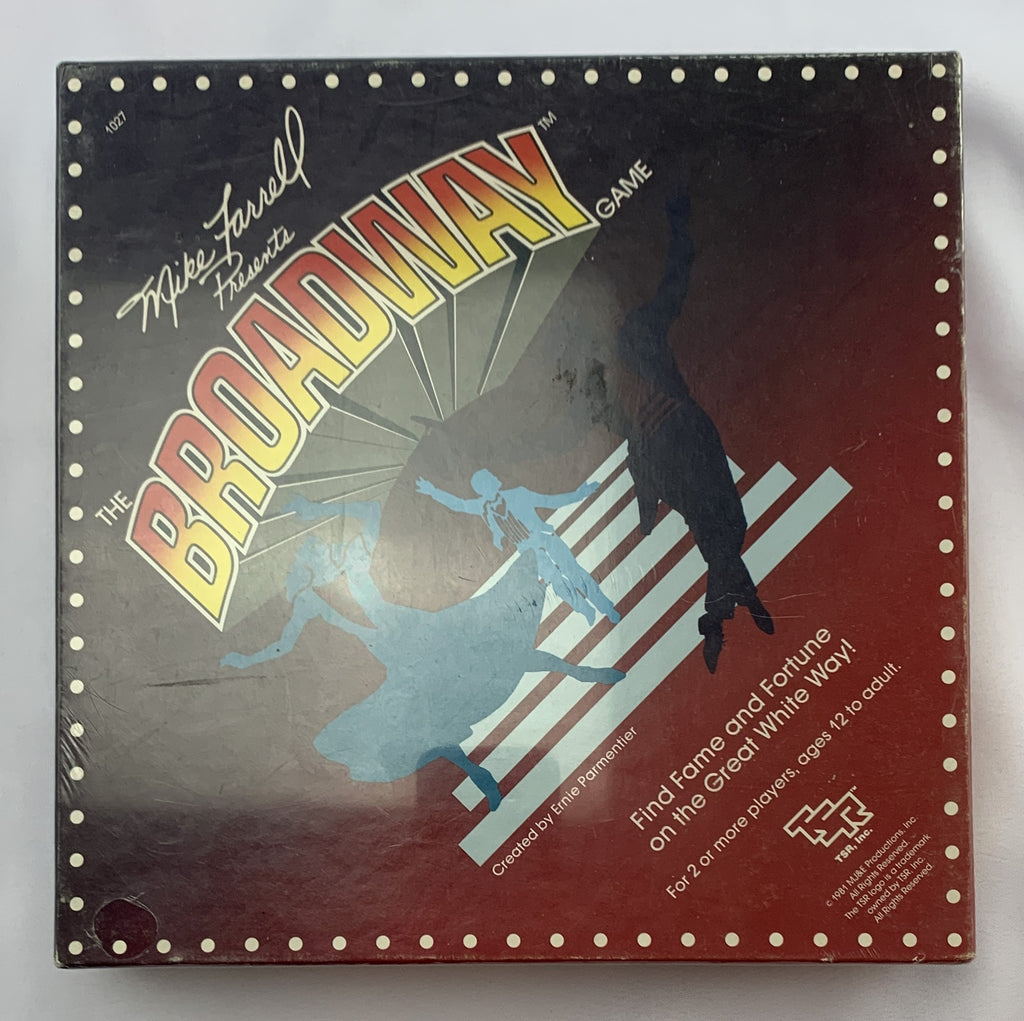 1027
Mike Farrell
Presents
THE
BROADWAY™
GAME
Created by Ernie Parmentier
Find Fame and Fortune
on the Great White Way!
For 2 or more players, ages 12 to adult.
TSR™
TSR, Inc.
© 1981 MJ&E Productions, Inc.
All Rights Reserved.
The TSR logo is a trademark
owned by TSR, Inc.
All Rights Reserved.